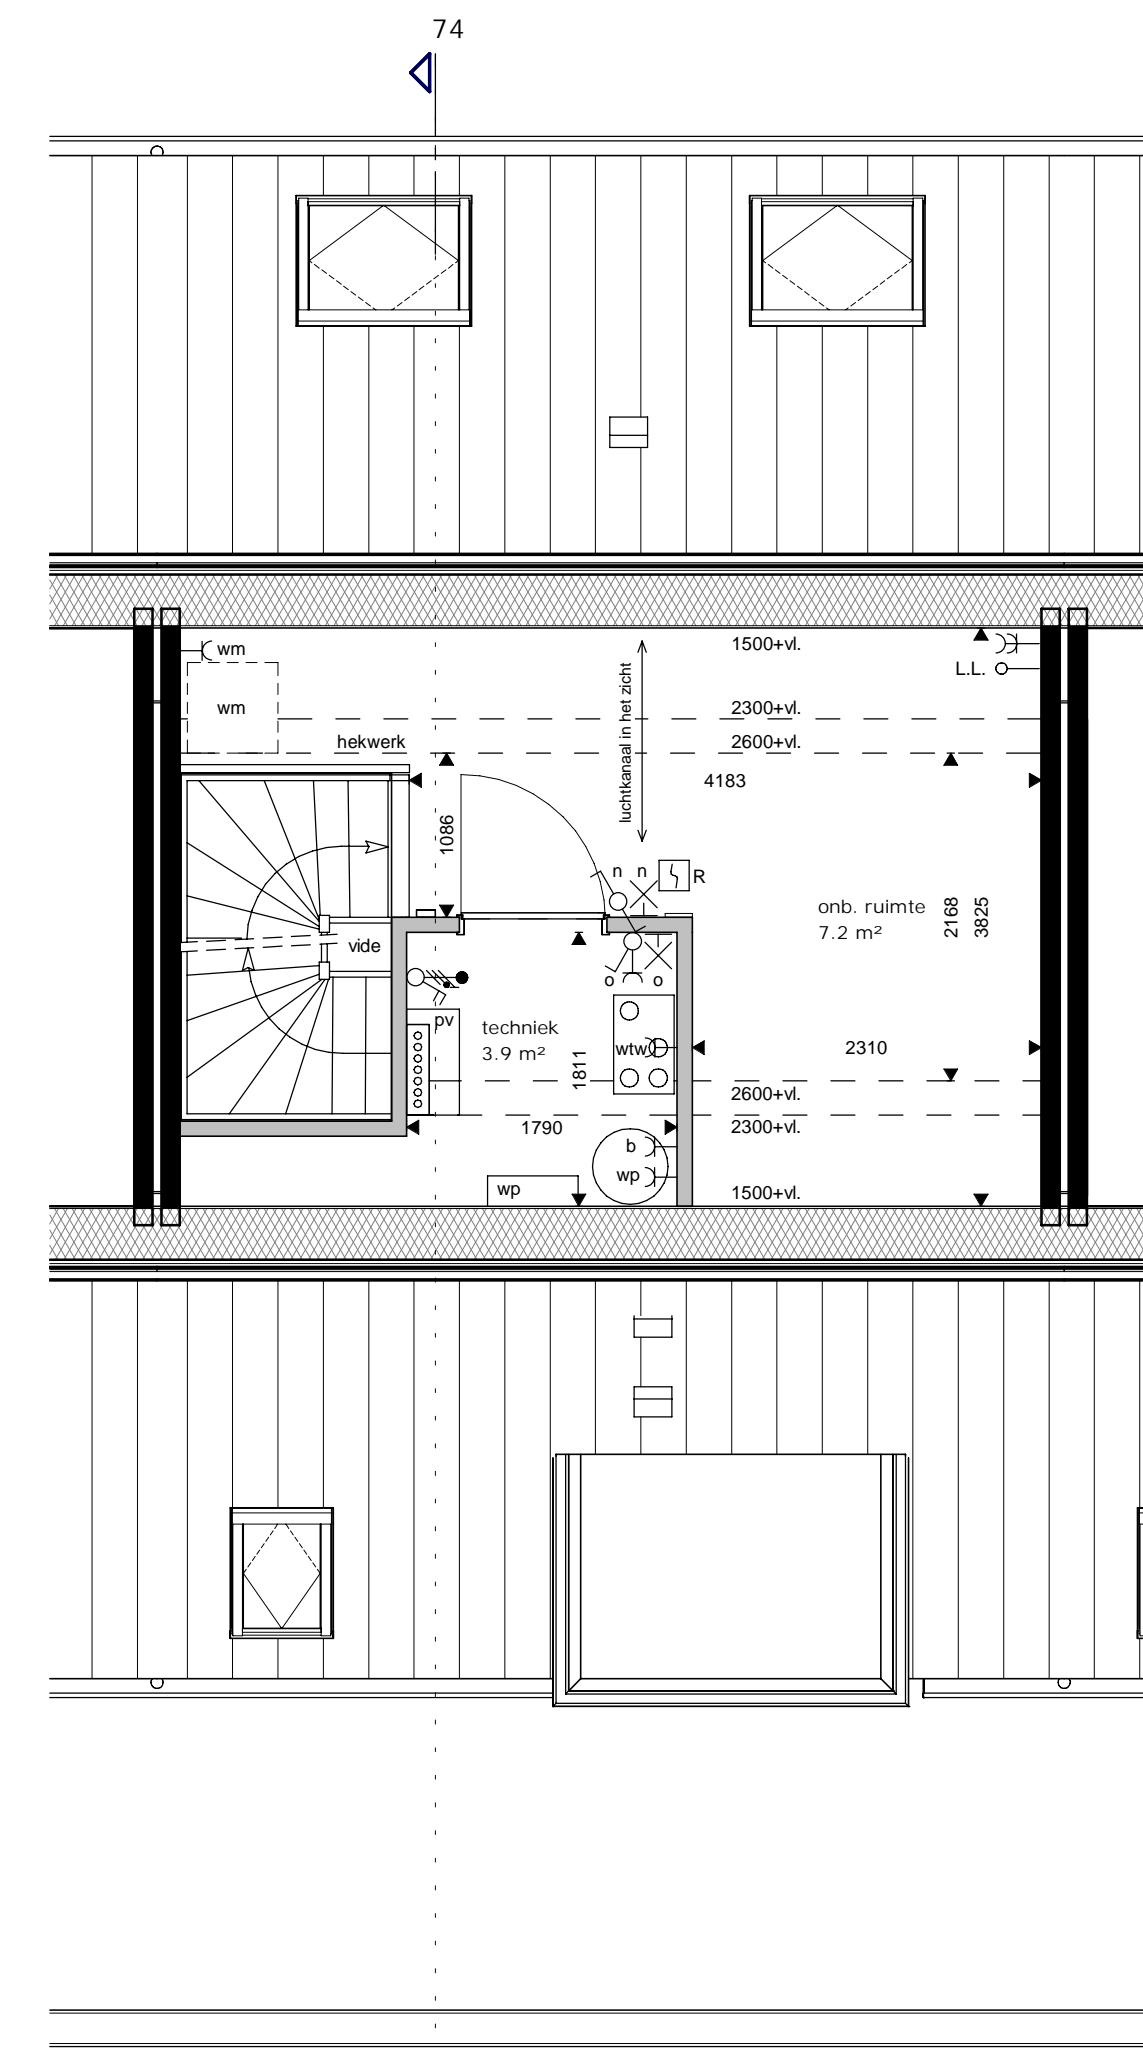 74
wm
1500+vl.
L.L.
wm
2300+vl.
hekwerk
2600+vl.
luchtkanaal in het zicht
4183
1086
n n
R
onb. ruimte
7.2 m²
2168
3825
vide
o o
pv
techniek
3.9 m²
1811
wtw
2310
2600+vl.
1790
2300+vl.
b
wp
wp
1500+vl.